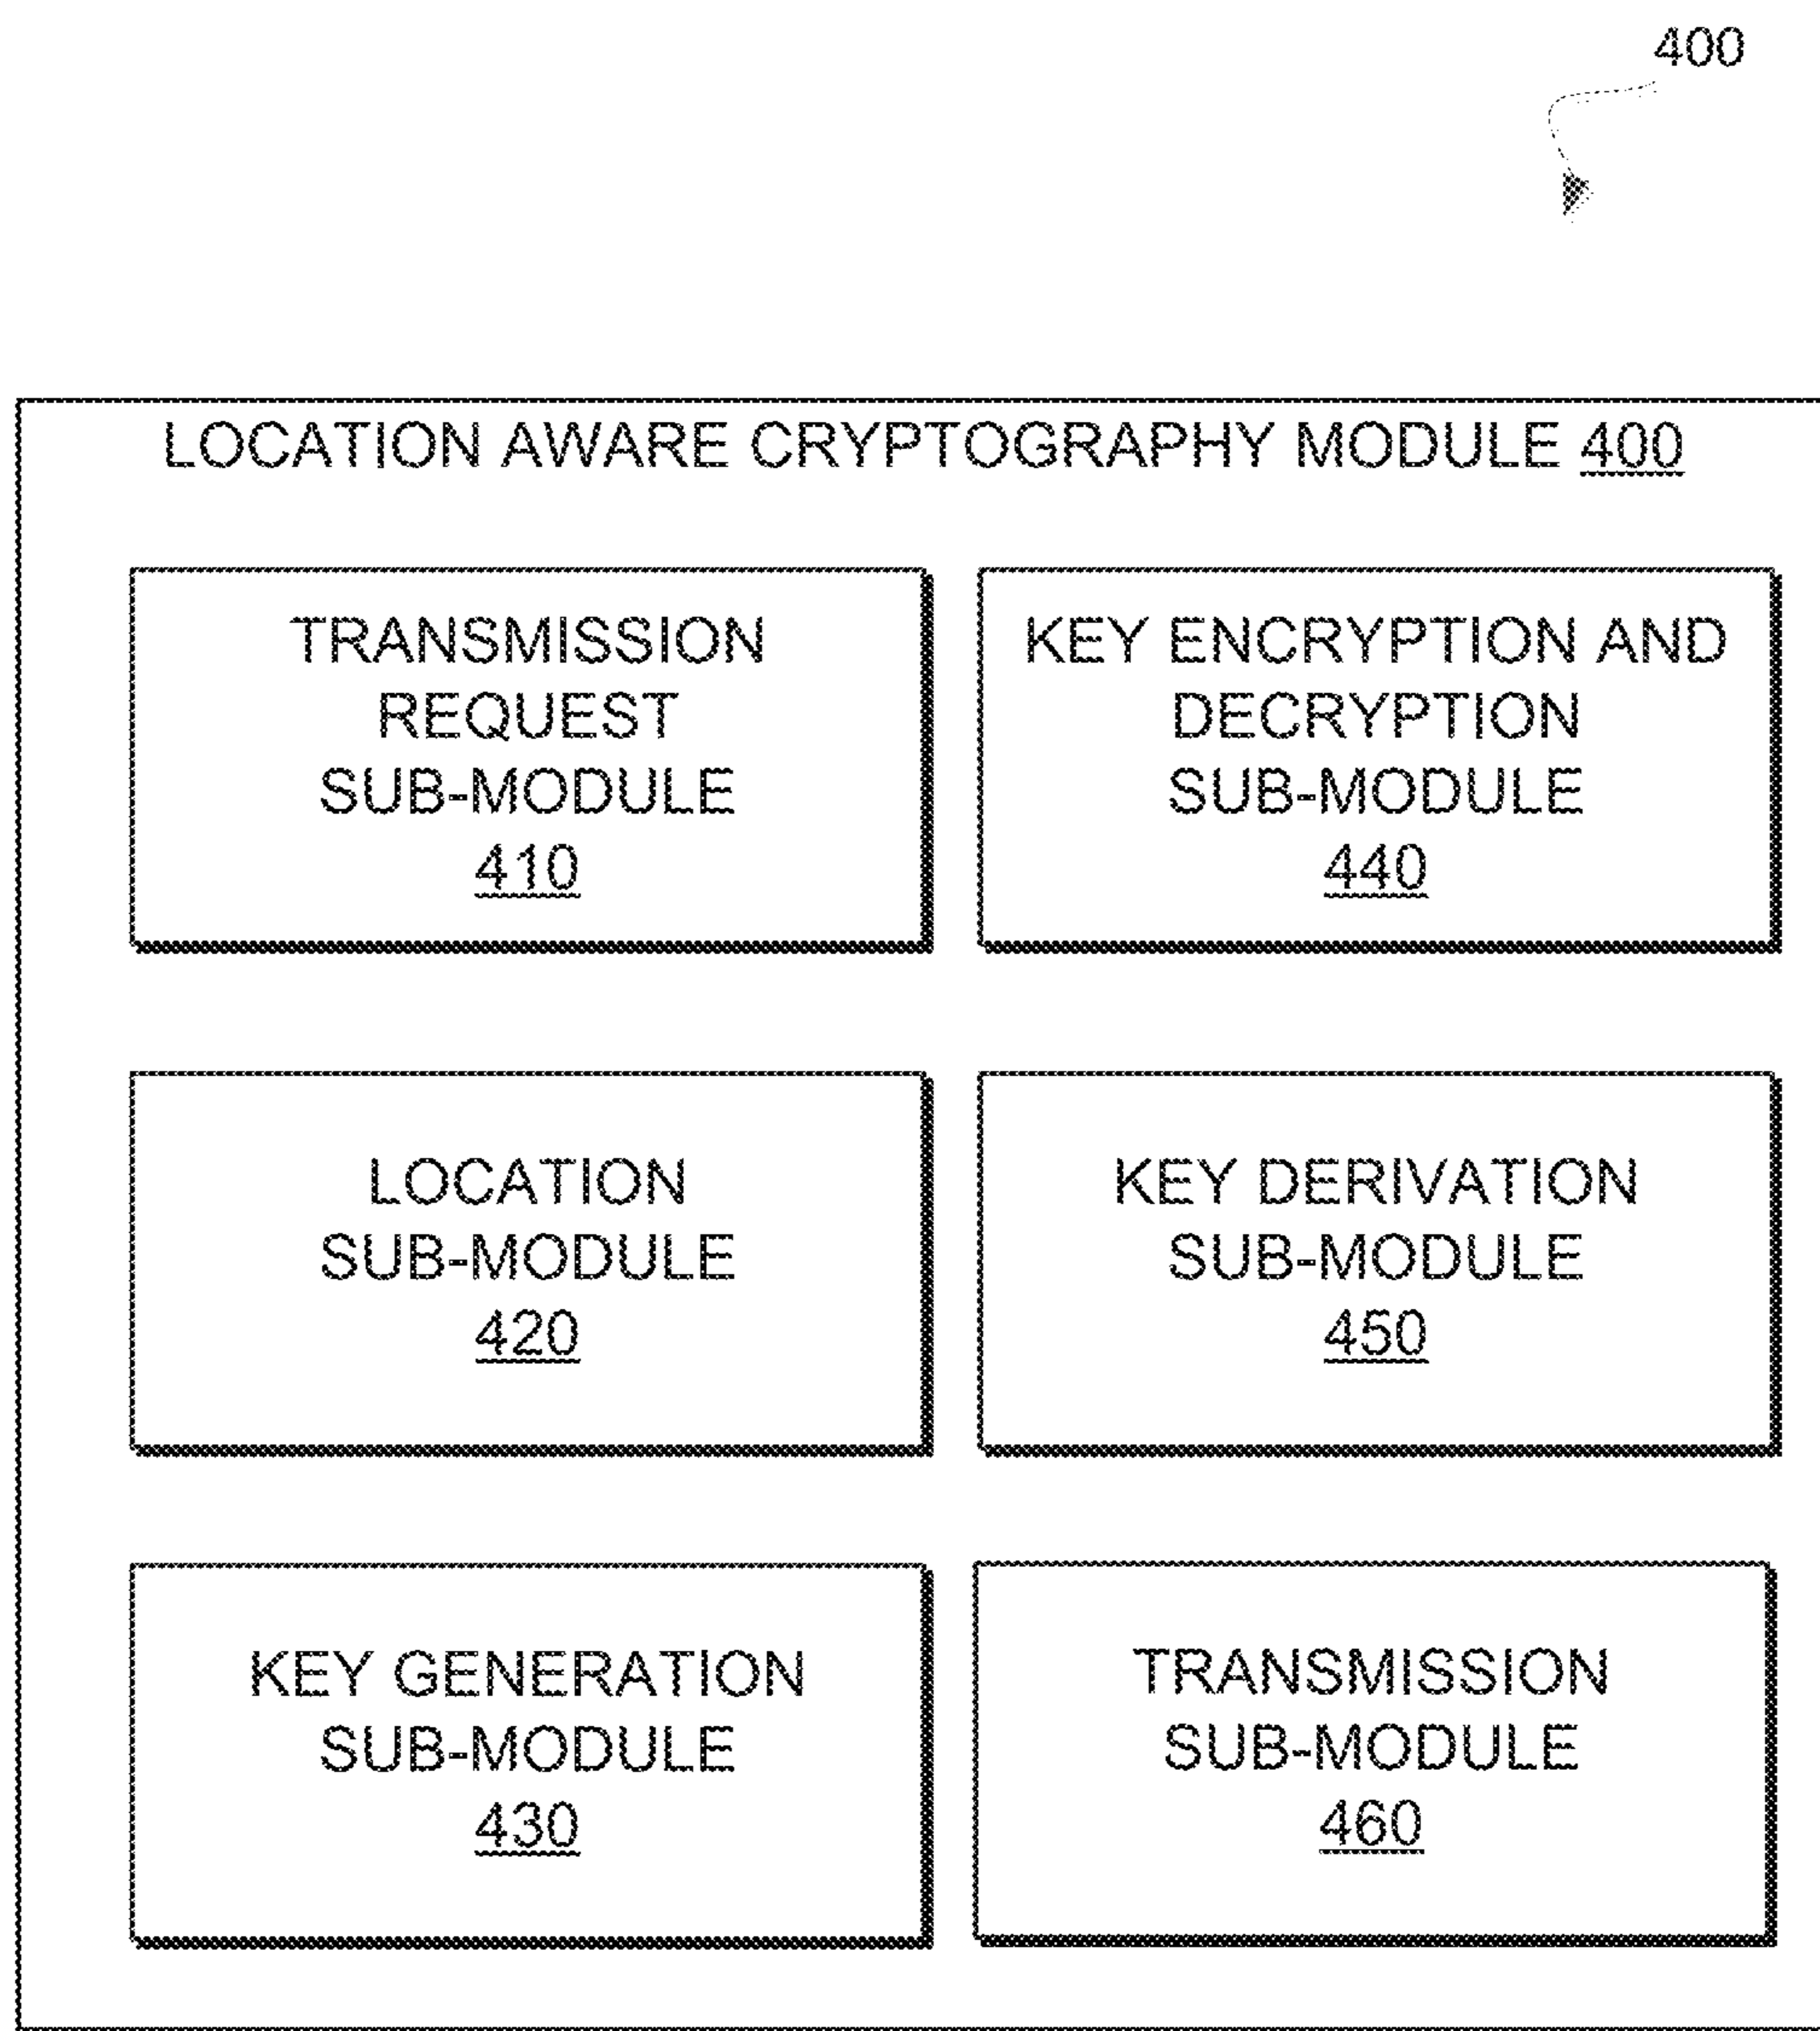 400
LOCATION AWARE CRYPTOGRAPHY MODULE 400
TRANSMISSION
REQUEST
SUB-MODULE
410
KEY ENCRYPTION AND
DECRYPTION
SUB-MODULE
440
LOCATION
SUB-MODULE
420
KEY DERIVATION
SUB-MODULE
450
KEY GENERATION
SUB-MODULE
430
TRANSMISSION
SUB-MODULE
460